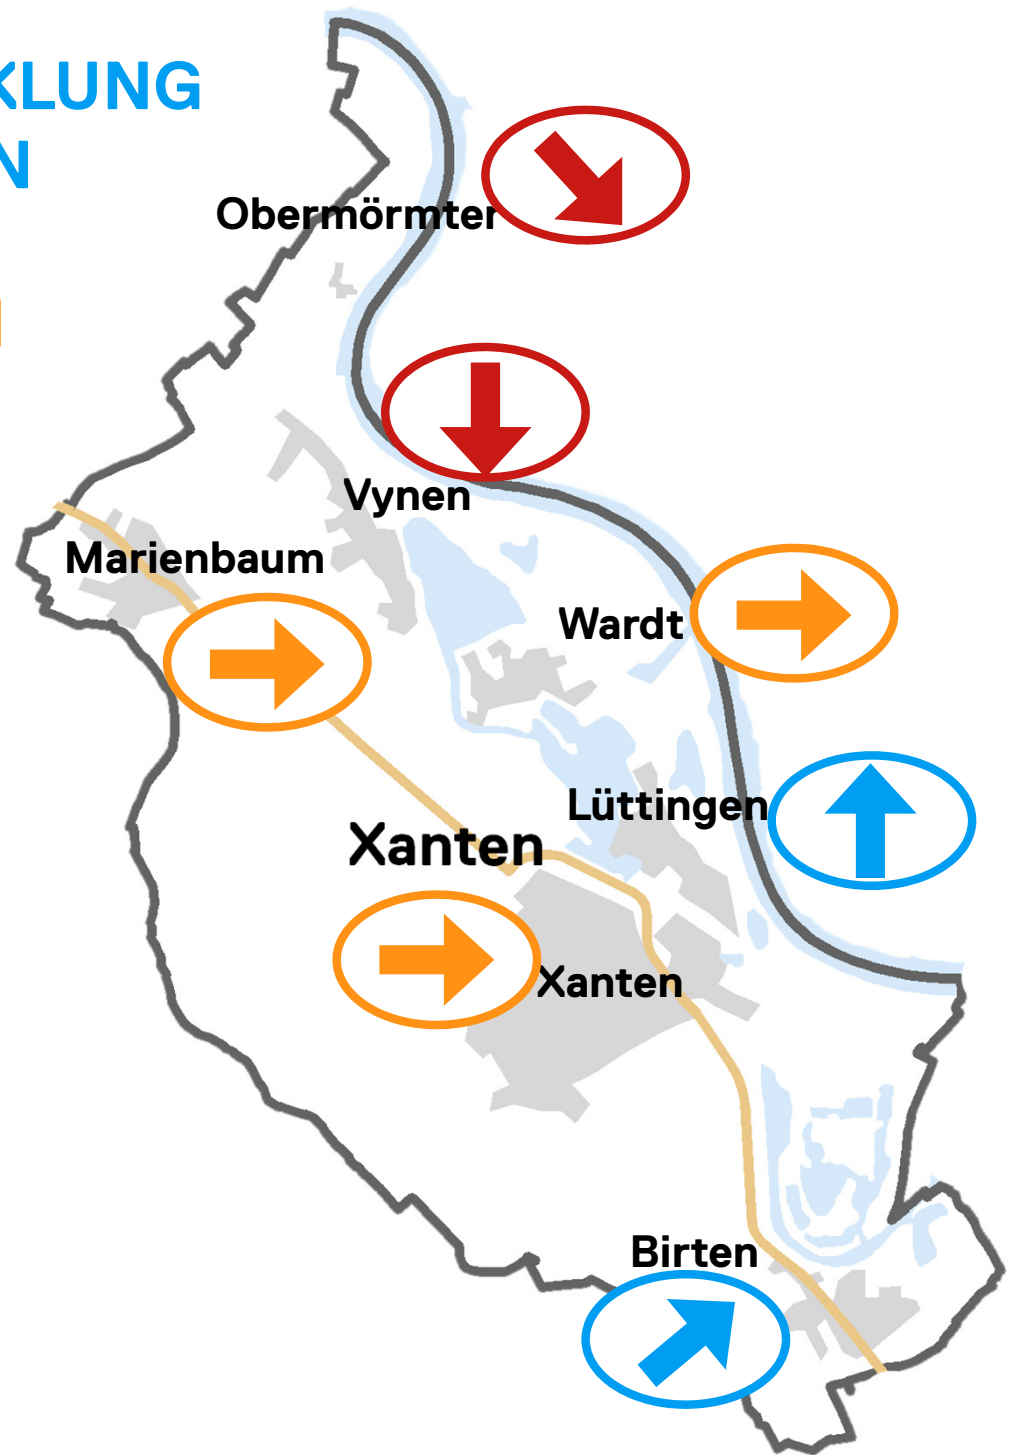 KLUNG
N
Obermörmter
Vynen
Marienbaum
Wardt
Lüttingen
Xanten
Xanten
Birten